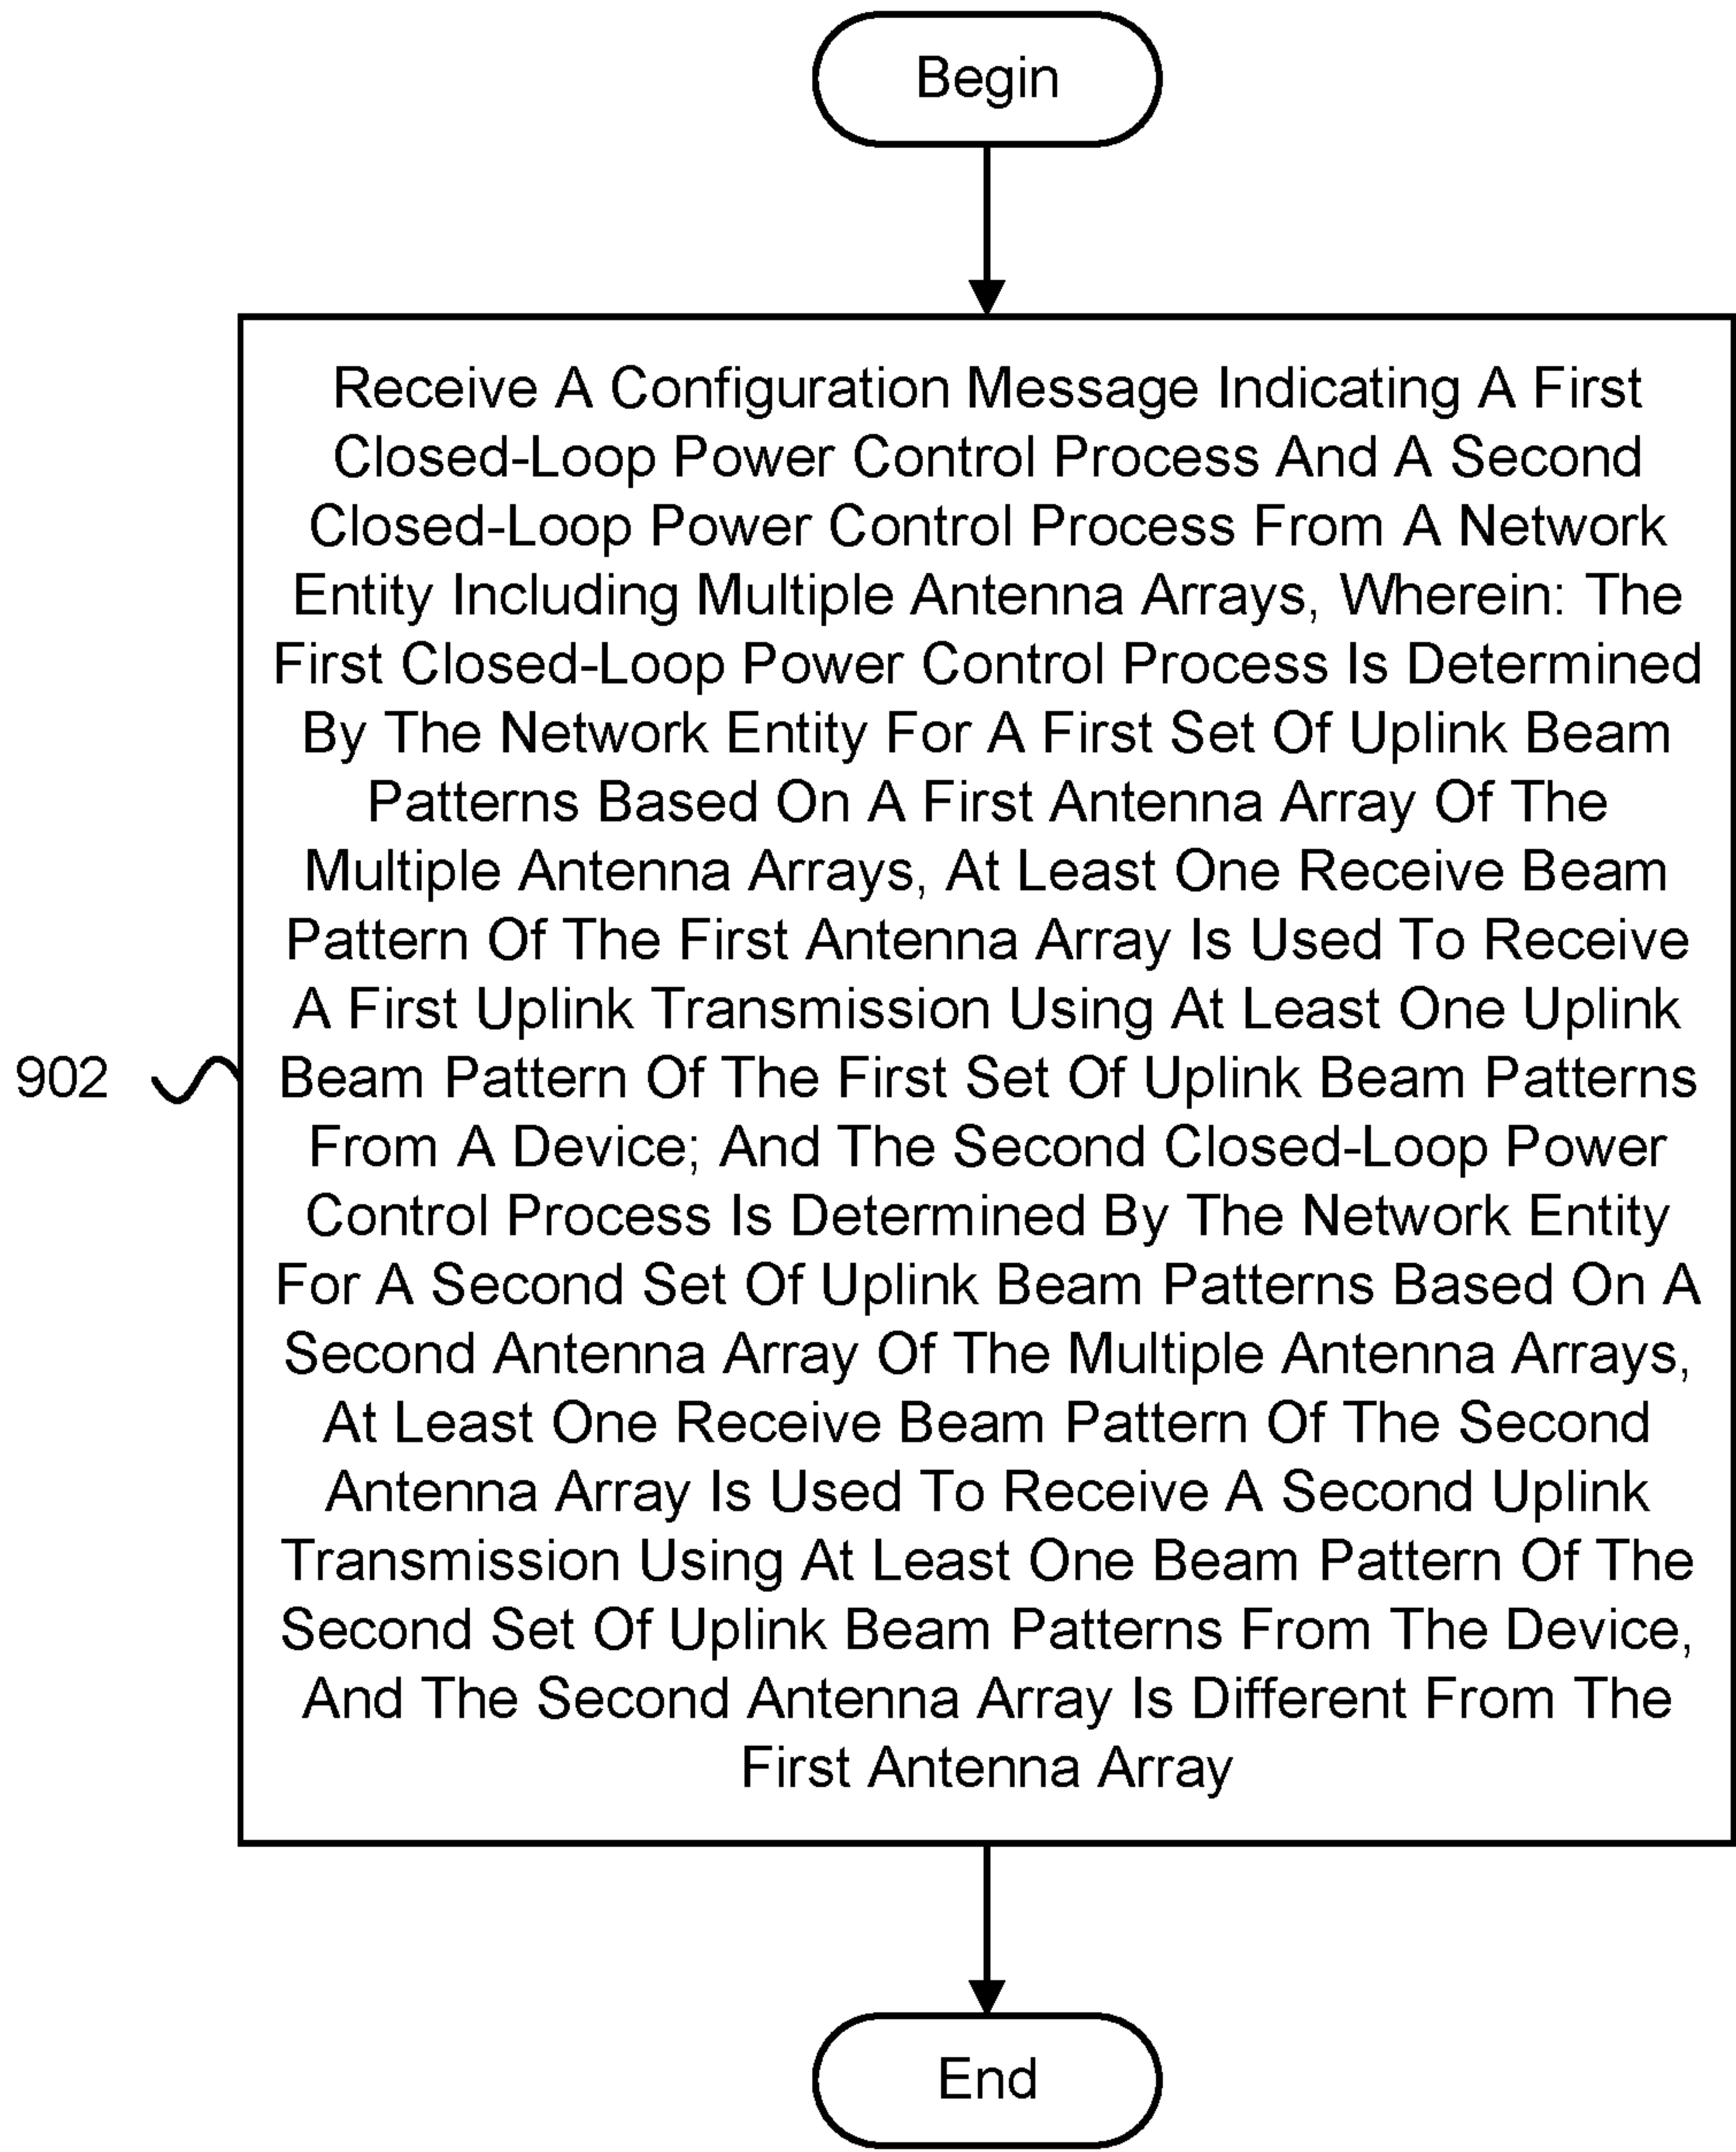 Begin
Receive A Configuration Message Indicating A First
Closed-Loop Power Control Process And A Second
Closed-Loop Power Control Process From A Network
Entity Including Multiple Antenna Arrays, Wherein: The
First Closed-Loop Power Control Process Is Determined
By The Network Entity For A First Set Of Uplink Beam
Patterns Based On A First Antenna Array Of The
Multiple Antenna Arrays, At Least One Receive Beam
Pattern Of The First Antenna Array Is Used To Receive
A First Uplink Transmission Using At Least One Uplink
902
Beam Pattern Of The First Set Of Uplink Beam Patterns
From A Device; And The Second Closed-Loop Power
Control Process Is Determined By The Network Entity
For A Second Set Of Uplink Beam Patterns Based On A
Second Antenna Array Of The Multiple Antenna Arrays,
At Least One Receive Beam Pattern Of The Second
Antenna Array Is Used To Receive A Second Uplink
Transmission Using At Least One Beam Pattern Of The
Second Set Of Uplink Beam Patterns From The Device,
And The Second Antenna Array Is Different From The
First Antenna Array
End